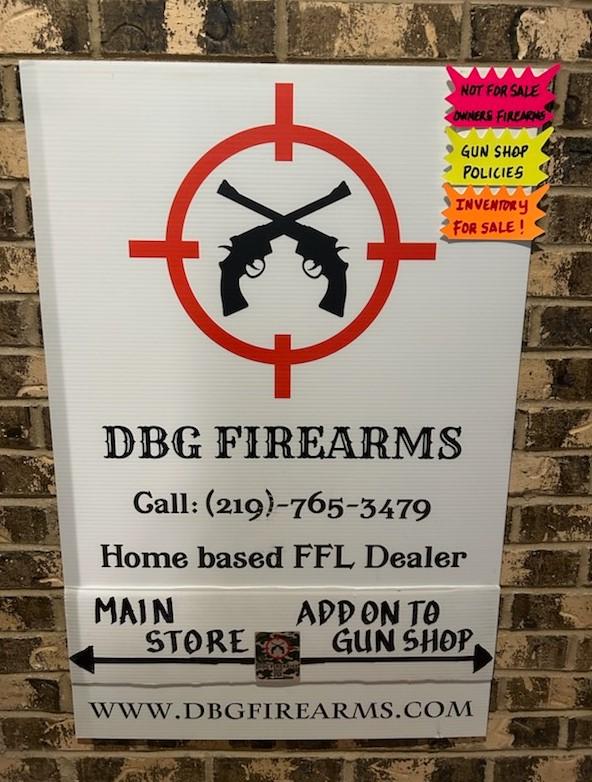 NOT FOR SALE
OWNERS FIREARMS
GUN SHOP
POLICIES
INVENTORY
FOR SALE!
DBG FIREARMS
Call: (219)-765-3479
Home based FFL Dealer
MAIN
STORE
ADD ON TO
GUN SHOP
WWW.DBGFIREARMS.COM